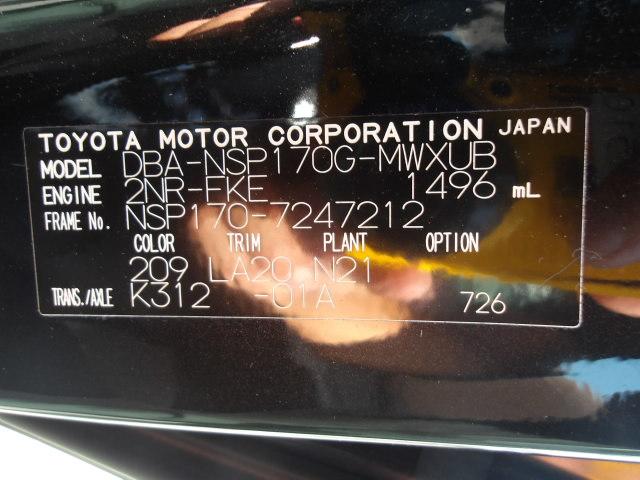 TOYOTA MOTOR CORPORATION JAPAN
MODEL DBA-NSP170G-MWXUB
ENGINE 2NR-FKE 1496 mL
FRAME No. NSP170-7247212
COLOR TRIM PLANT OPTION
209 LA20 N21
TRANS./AXLE K312 -01A 726